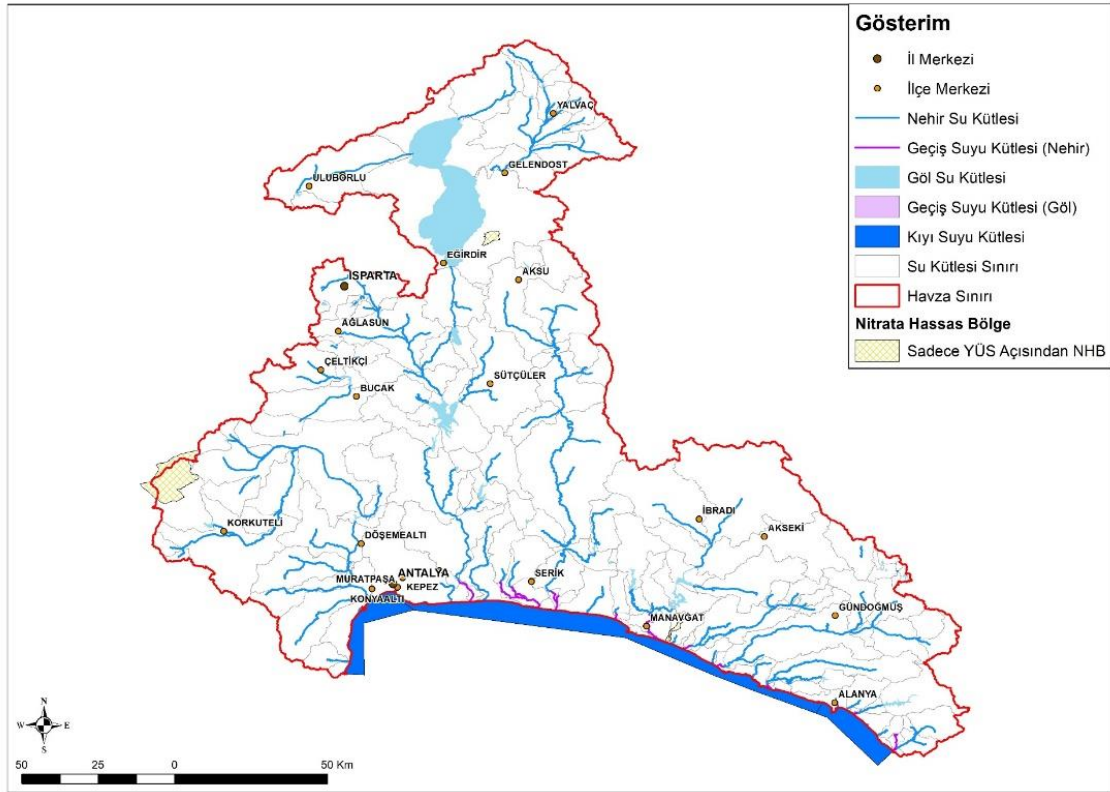 Gösterim
İl Merkezi
İlçe Merkezi
Nehir Su Kütlesi
Geçiş Suyu Kütlesi (Nehir)
Göl Su Kütlesi
Geçiş Suyu Kütlesi (Göl)
Kıyı Suyu Kütlesi
Su Kütlesi Sınırı
Havza Sınırı
Nitrata Hassas Bölge
Sadece YÜS Açısından NHB
YALVAÇ
GELENDOST
ULUBORLU
EĞİRDİR
AKSU
ISPARTA
AĞLASUN
ÇELTİKÇİ
SÜTÇÜLER
BUCAK
İBRADI
KORKUTELİ
AKSEKİ
DÖŞEMEALTI
ANTALYA
MURATPAŞA
KEPEZ
SERİK
KONYAALTI
GÜNDOĞMUŞ
MANAVGAT
ALANYA
N
W E
S
50 25 0 50 Km